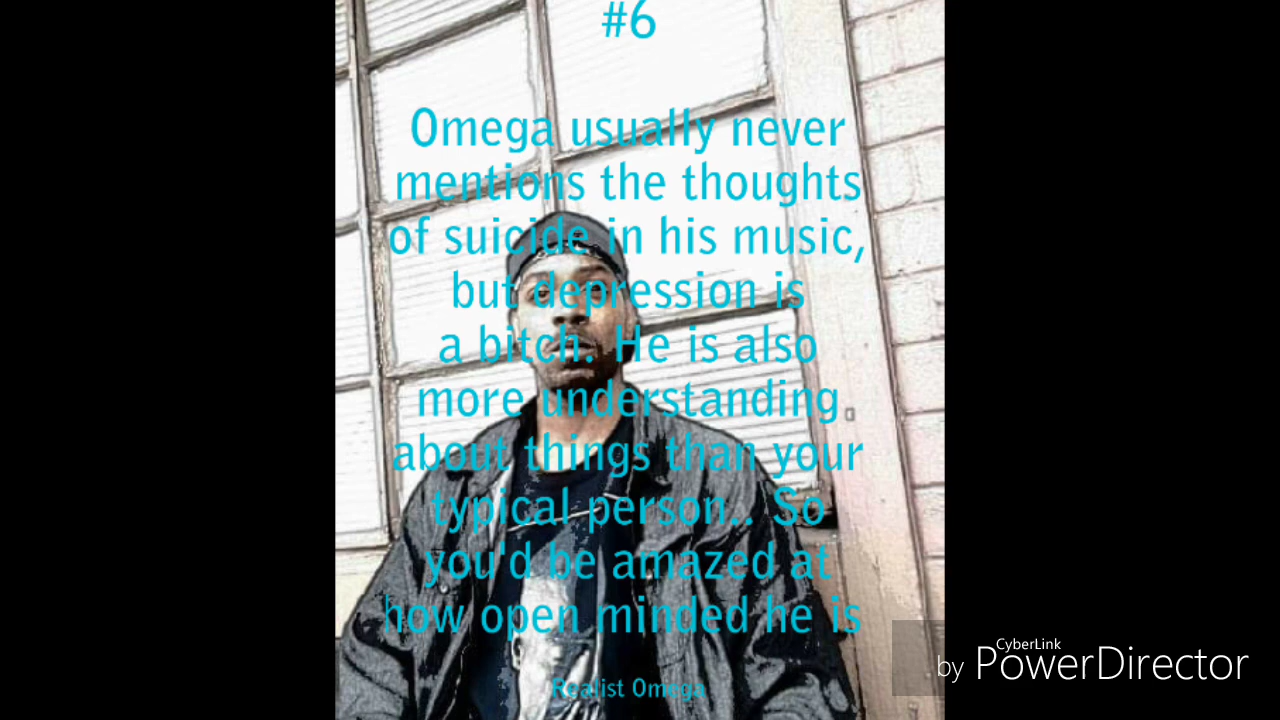 #6
Omega usually never
mentions the thoughts
of suicide in his music,
but depression is
a bitch. He is also
more understanding
about things than your
typical person.. So
you'd be amazed at
how open minded he is
Realist Omega
CyberLink
by PowerDirector